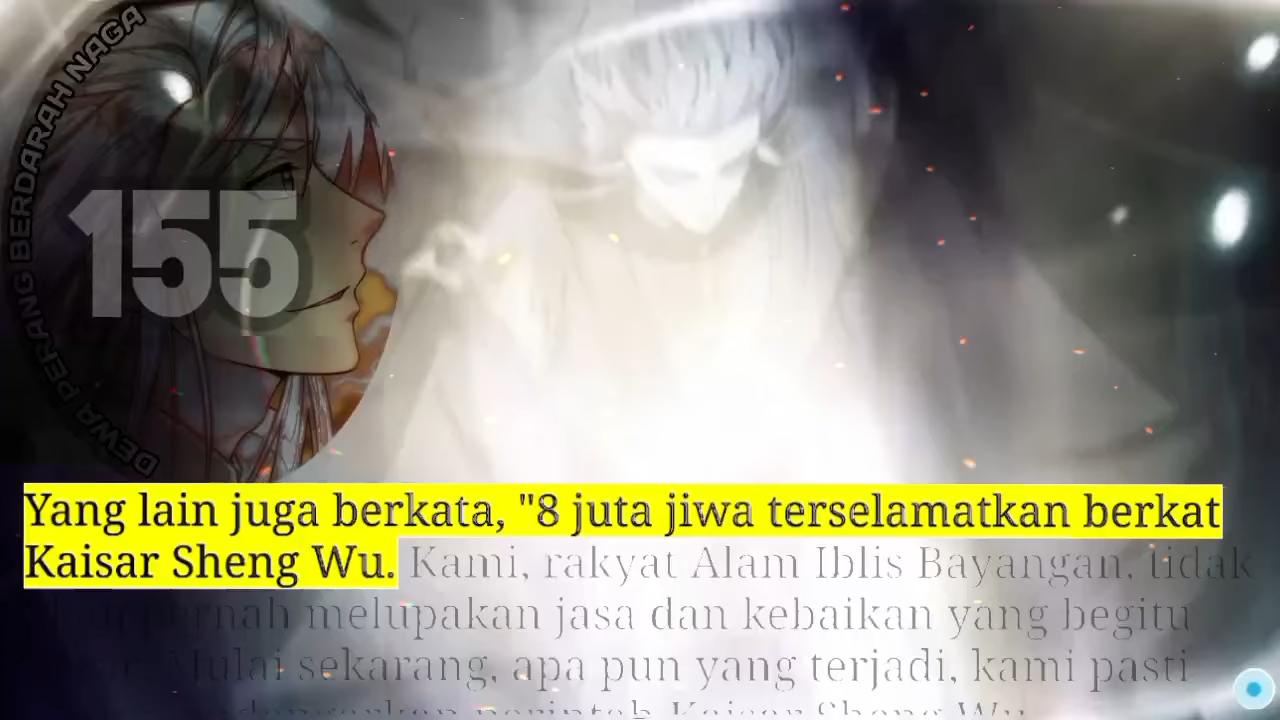 DEWA PERANG BERDARAH NAGA
155
Yang lain juga berkata, "8 juta jiwa terselamatkan berkat
Kaisar Sheng Wu. Kami, rakyat Alam Iblis Bayangan, tidak
melupakan jasa dan kebaikan yang begitu
Mulai sekarang, apa pun yang terjadi, kami pasti
Kaisar Sheng Wu